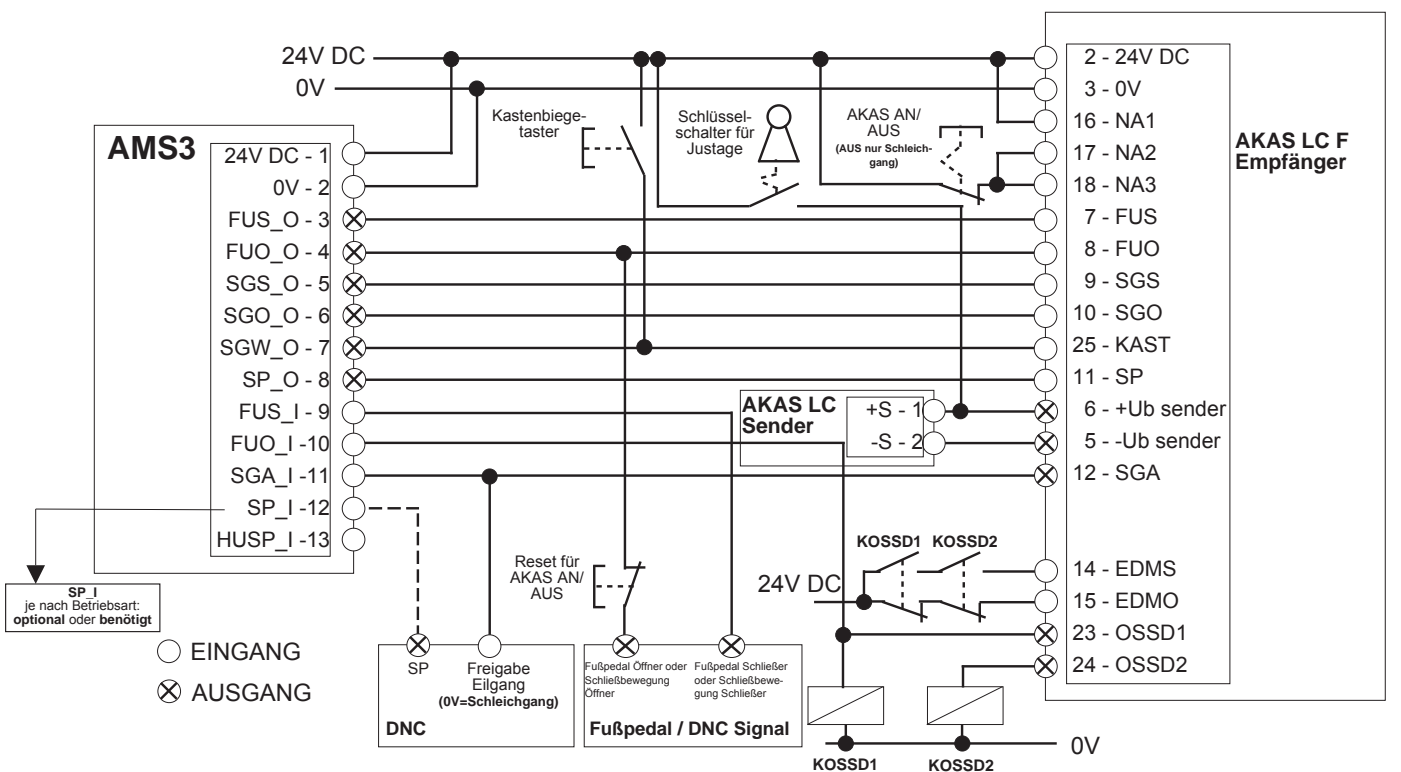 24V DC
0V
AMS3
24V DC - 1
0V - 2
FUS_O - 3
FUO_O - 4
SGS_O - 5
SGO_O - 6
SGW_O - 7
SP_O - 8
FUS_I - 9
FUO_I -10
SGA_I -11
SP_I -12
HUSP_I -13
SP_I
je nach Betriebsart:
optional oder benötigt
EINGANG
AUSGANG
Kastenbiege-
taster
Schlüssel-
schalter für
Justage
AKAS AN/
AUS
(AUS nur Schleich-
gang)
AKAS LC F
Empfänger
2 - 24V DC
3 - 0V
16 - NA1
17 - NA2
18 - NA3
7 - FUS
8 - FUO
9 - SGS
10 - SGO
25 - KAST
11 - SP
6 - +Ub sender
5 - -Ub sender
12 - SGA
14 - EDMS
15 - EDMO
23 - OSSD1
24 - OSSD2
AKAS LC
Sender
+S - 1
-S - 2
KOSSD1 KOSSD2
24V DC
Reset für
AKAS AN/
AUS
SP
Freigabe
Eilgang
(0V=Schleichgang)
DNC
Fußpedal Öffner oder
Schließbewegung
Öffner
Fußpedal Schließer
oder Schließbewe-
gung Schließer
Fußpedal / DNC Signal
0V
KOSSD1
KOSSD2